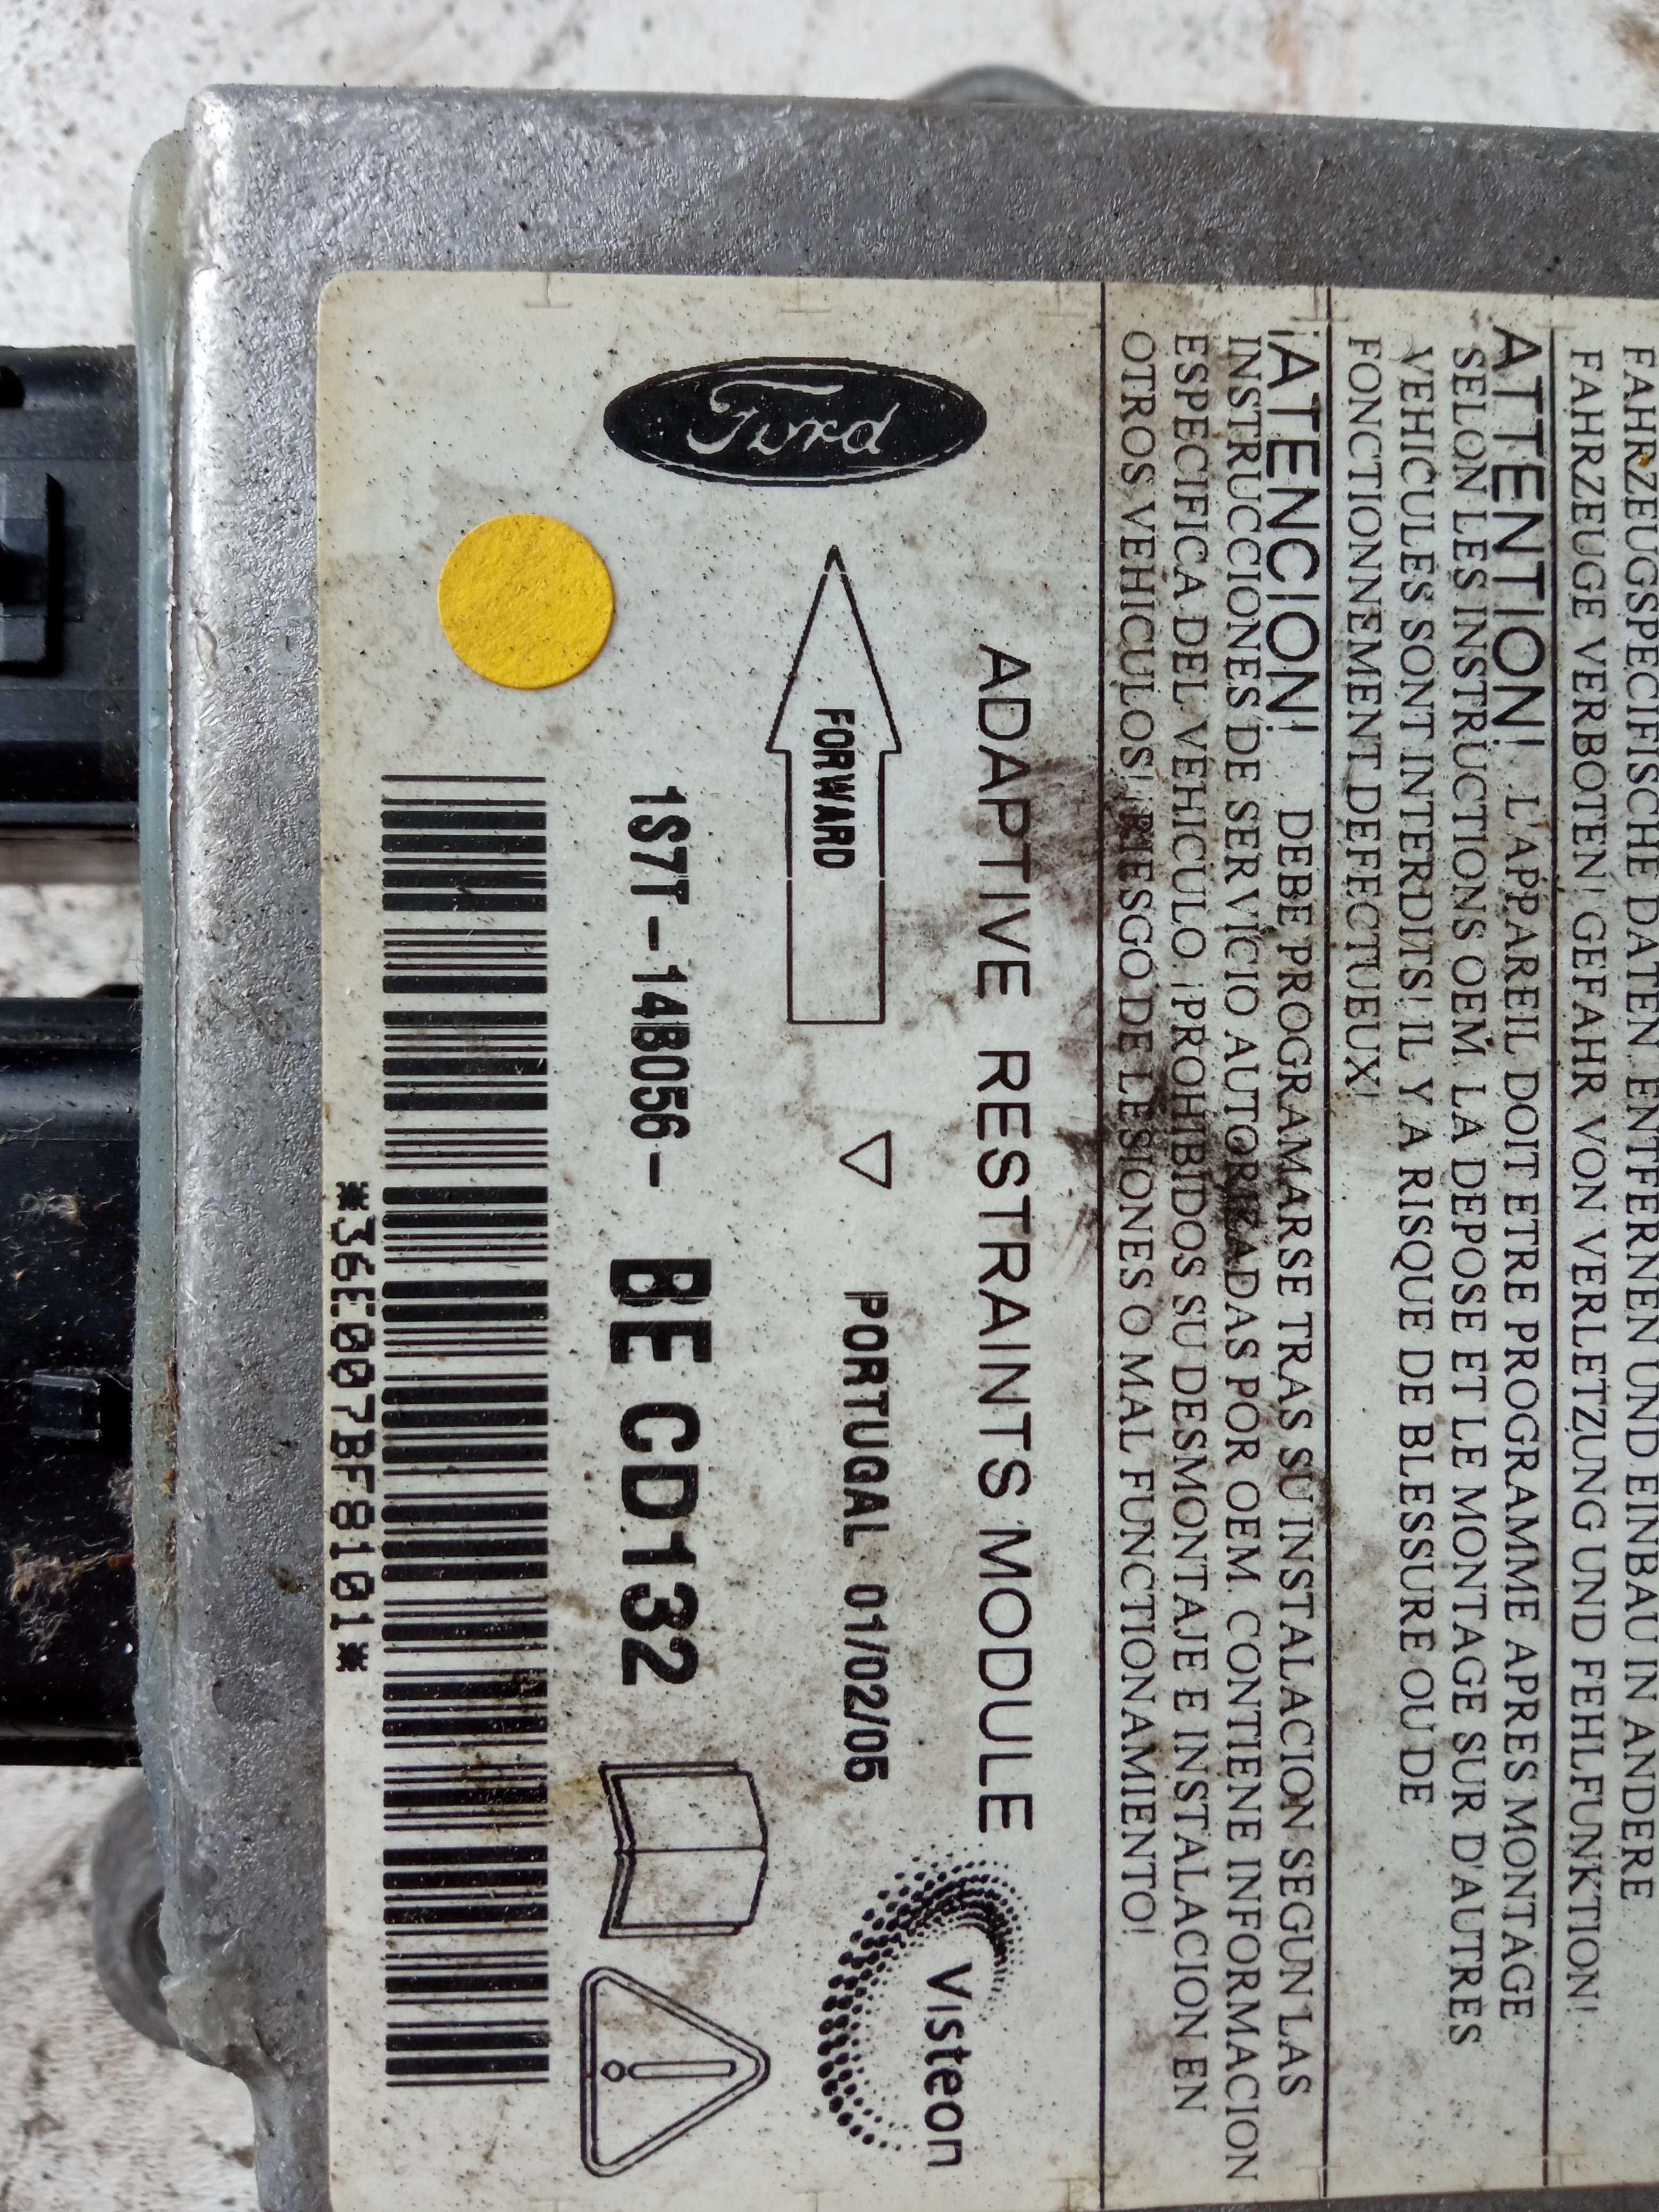 FAHRZEUGSPECIFISCHE DATEN. ENTFERNEN UND EINBAU IN ANDERE
FAHRZEUGE VERBOTEN! GEFAHR VON VERLETZUNG UND FEHLFUNKTION!
ATTENTION! L'APPAREIL DOIT ETRE PROGRAMME APRES MONTAGE
SELON LES INSTRUCTIONS OEM. LA DEPOSE ET LE MONTAGE SUR D'AUTRES
VEHICULES SONT INTERDITS! IL Y A RISQUE DE BLESSURE OU DE
FONCTIONNEMENT DEFECTUEUX!
¡ATENCION! DEBE PROGRAMARSE TRAS SU INSTALACION SEGUN LAS
INSTRUCCIONES DE SERVICIO AUTORIZADAS POR OEM. CONTIENE INFORMACION
ESPECIFICA DEL VEHICULO. ¡PROHIBIDOS SU DESMONTAJE E INSTALACION EN
OTROS VEHICULOS! ¡RIESGO DE LESIONES O MAL FUNCTIONAMIENTO!
ADAPTIVE RESTRAINTS MODULE
Visteon
Ford
FORWARD
PORTUGAL 01/02/05
1S7T-14B056- BE CD132
*36E007BF8101*